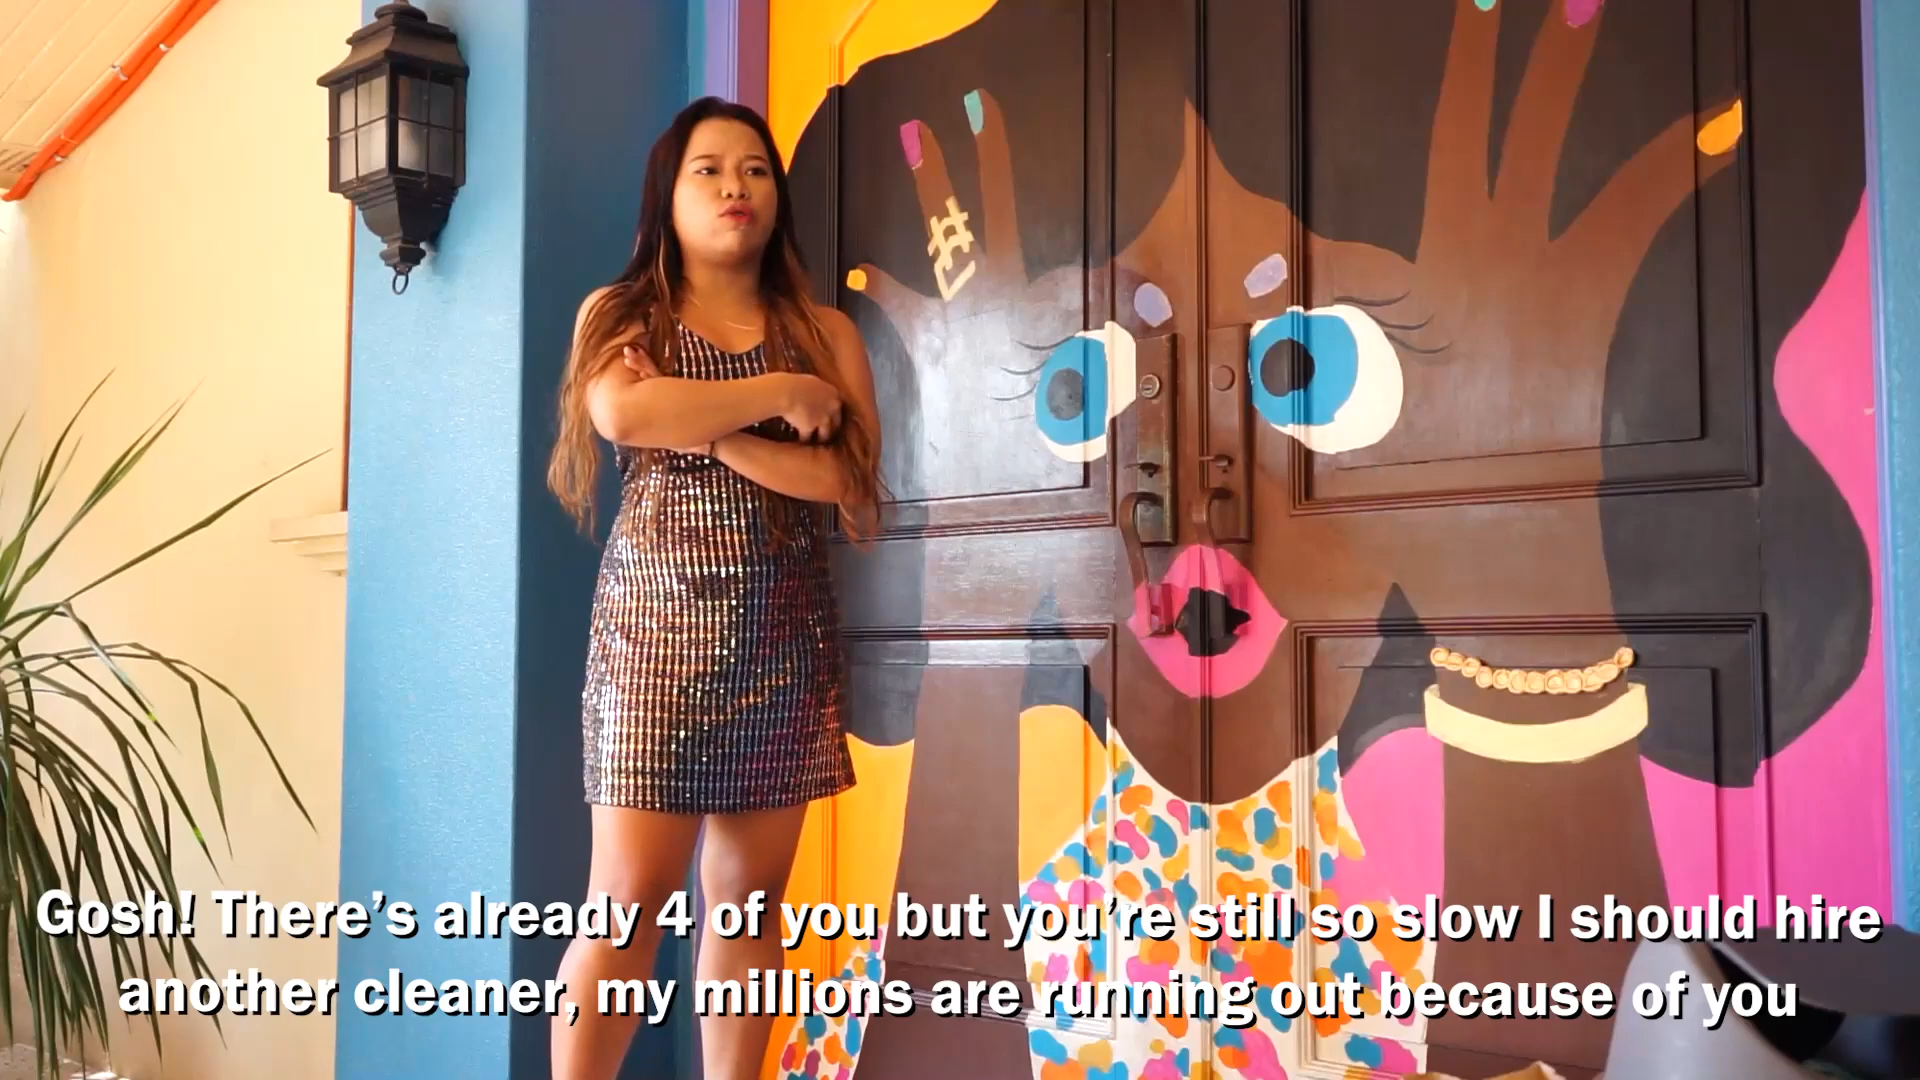 Gosh! There's already 4 of you but you're still so slow I should hire
another cleaner, my millions are running out because of you